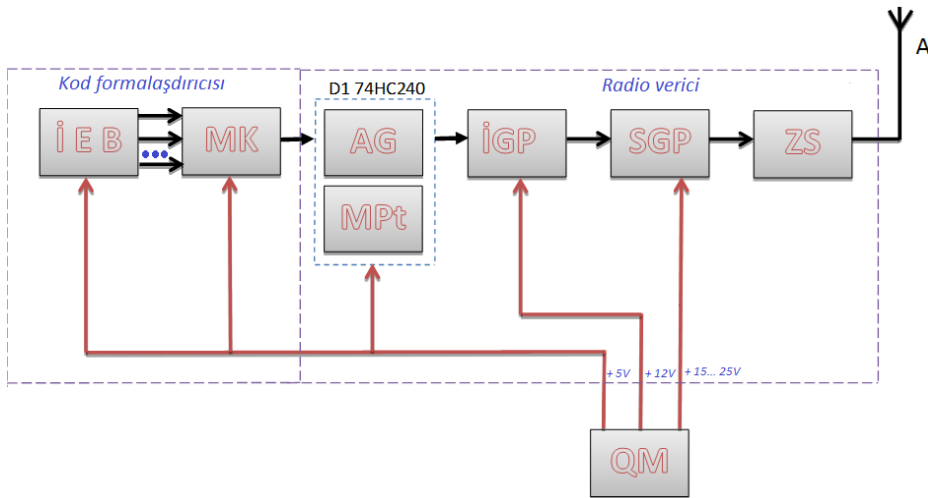 A
Kod formalaşdırıcısı
Radio verici
D1 74HC240
İ E B
MK
AG
İGP
SGP
ZS
MPt
+ 5V
+ 12V
+ 15... 25V
QM